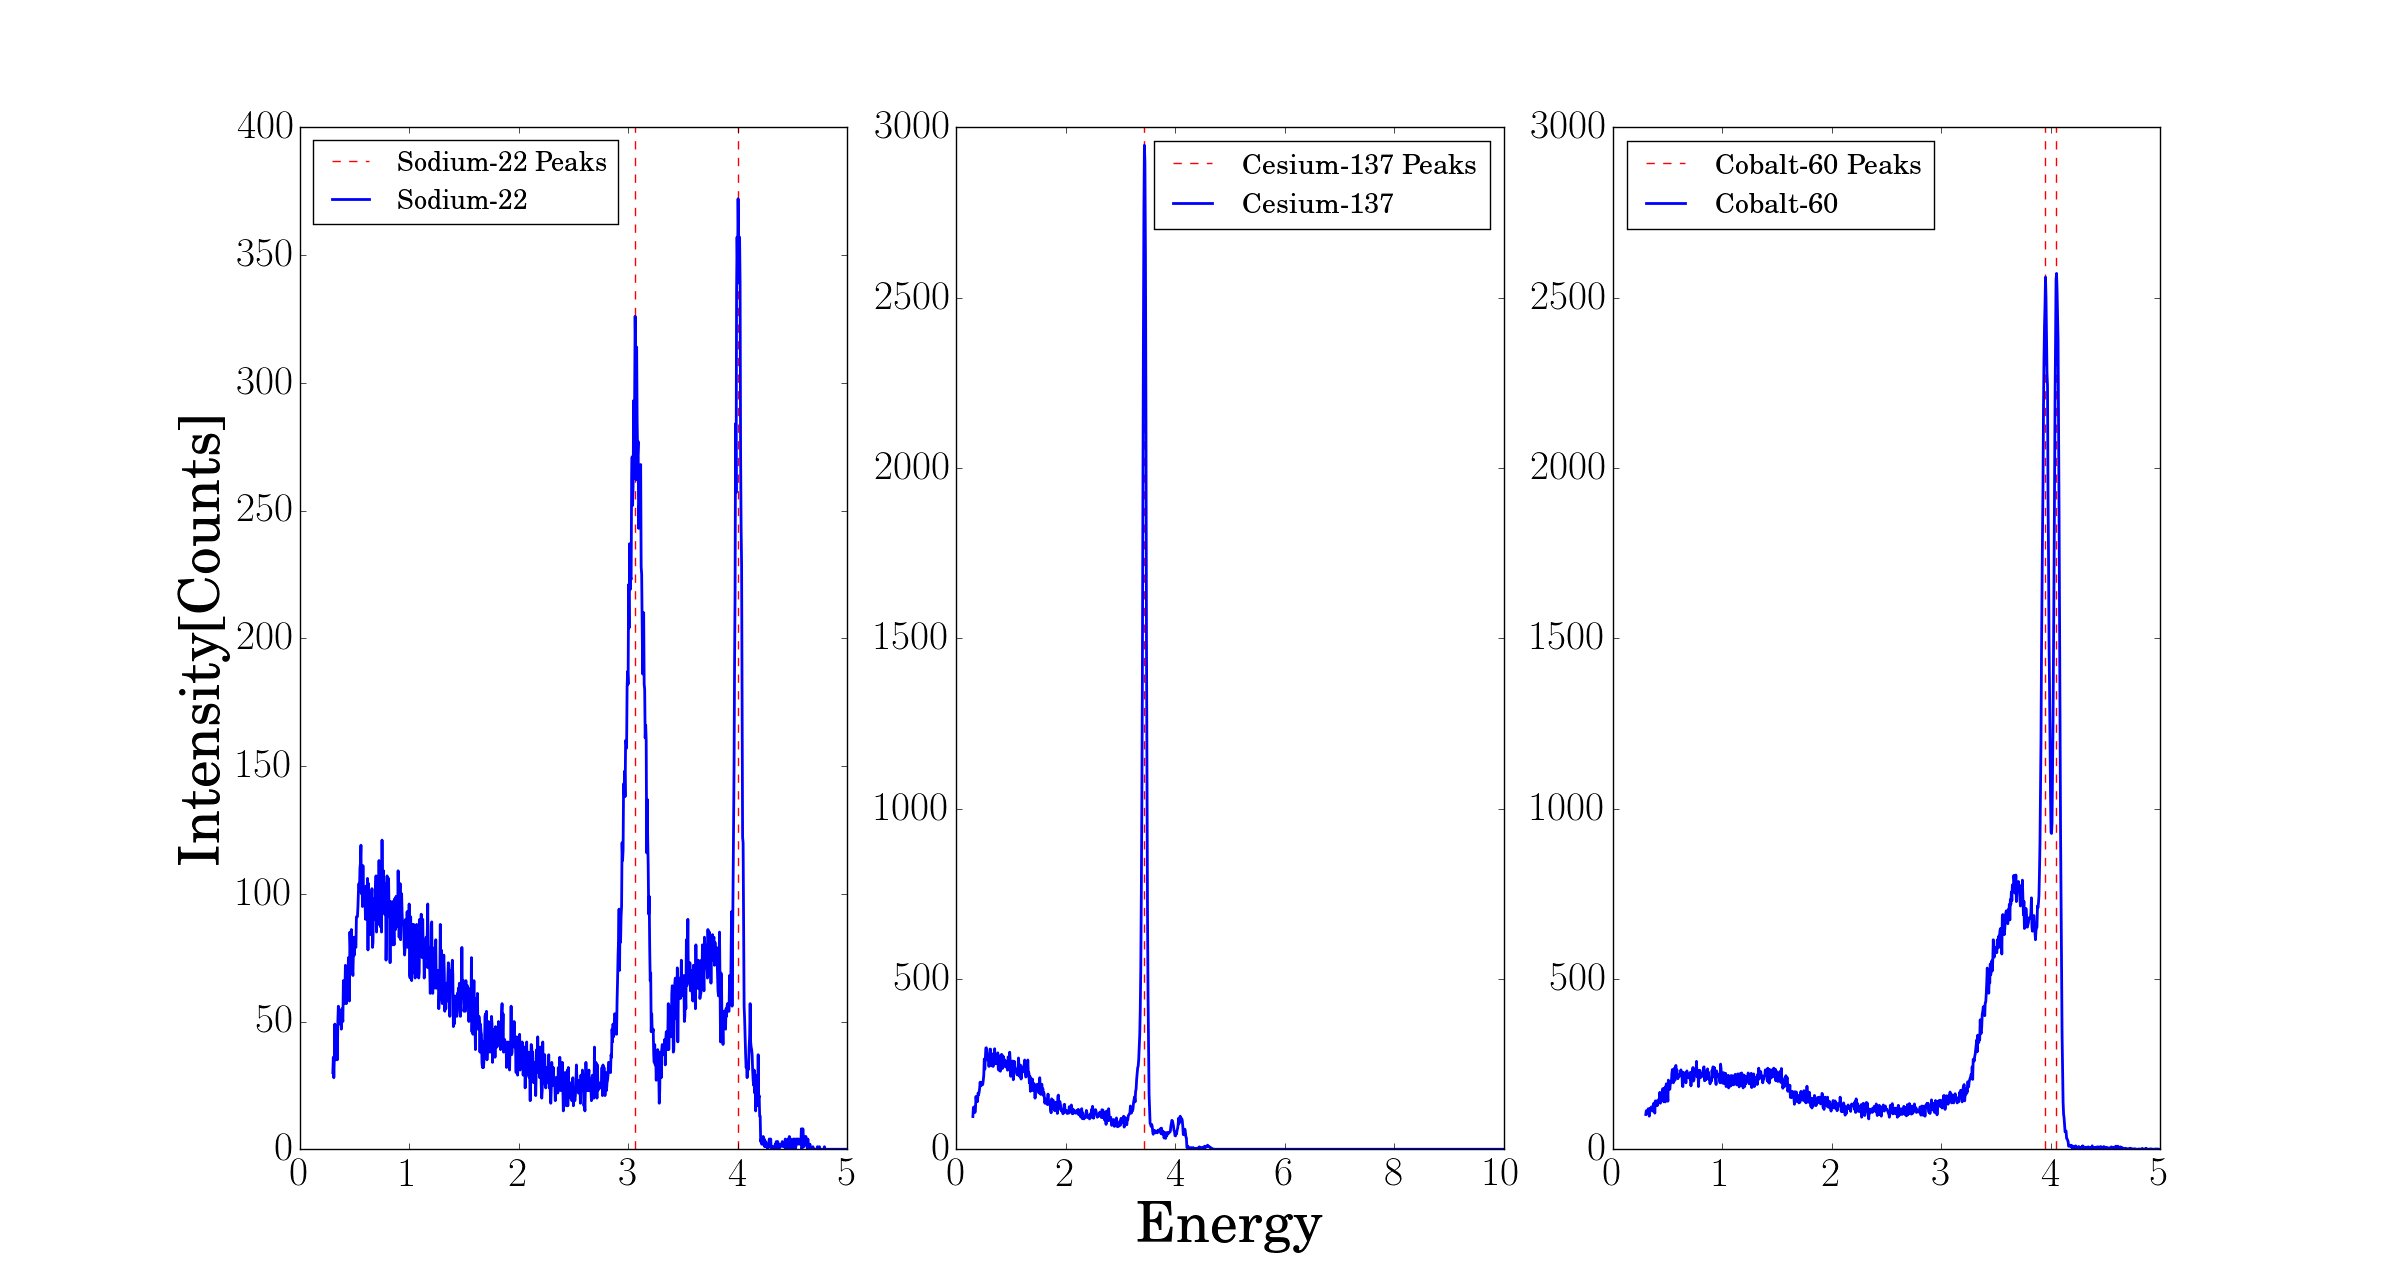 Intensity[Counts]
400
350
300
250
200
150
100
50
0
0 1 2 3 4 5
Sodium-22 Peaks
Sodium-22
3000
2500
2000
1500
1000
500
0
0 2 4 6 8 10
Cesium-137 Peaks
Cesium-137
3000
2500
2000
1500
1000
500
0
0 1 2 3 4 5
Cobalt-60 Peaks
Cobalt-60
Energy